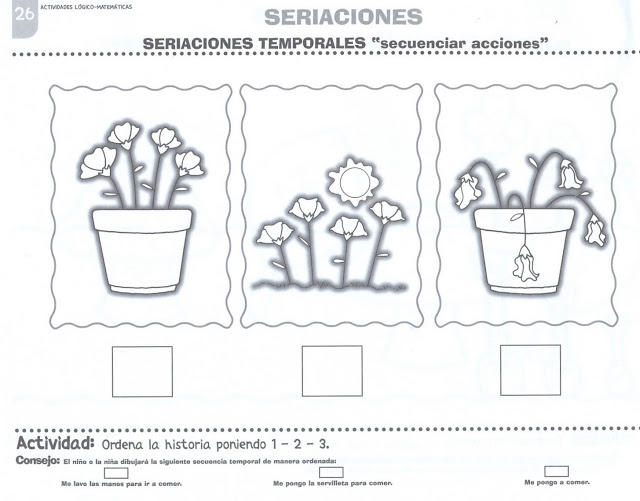 26
ACTIVIDADES LÓGICO-MATEMÁTICAS
SERIACIONES
SERIACIONES TEMPORALES "secuenciar acciones"
Actividad: Ordena la historia poniendo 1 - 2 - 3.
Consejo: El niño o la niña dibujará la siguiente secuencia temporal de manera ordenada:
Me lavo las manos para ir a comer.
Me pongo la servilleta para comer.
Me pongo a comer.